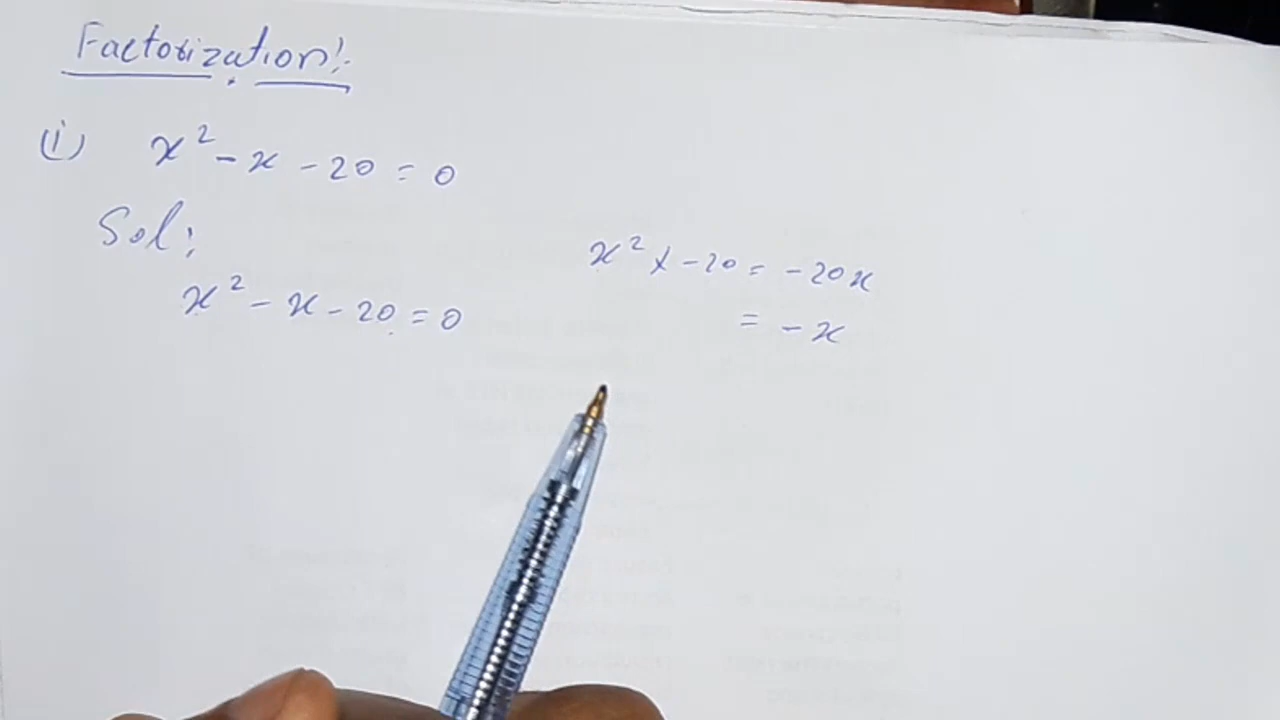 Factorization:
(i) x² - x - 20 = 0
Sol:
x² - x - 20 = 0
x² × -20 = -20x
= -x